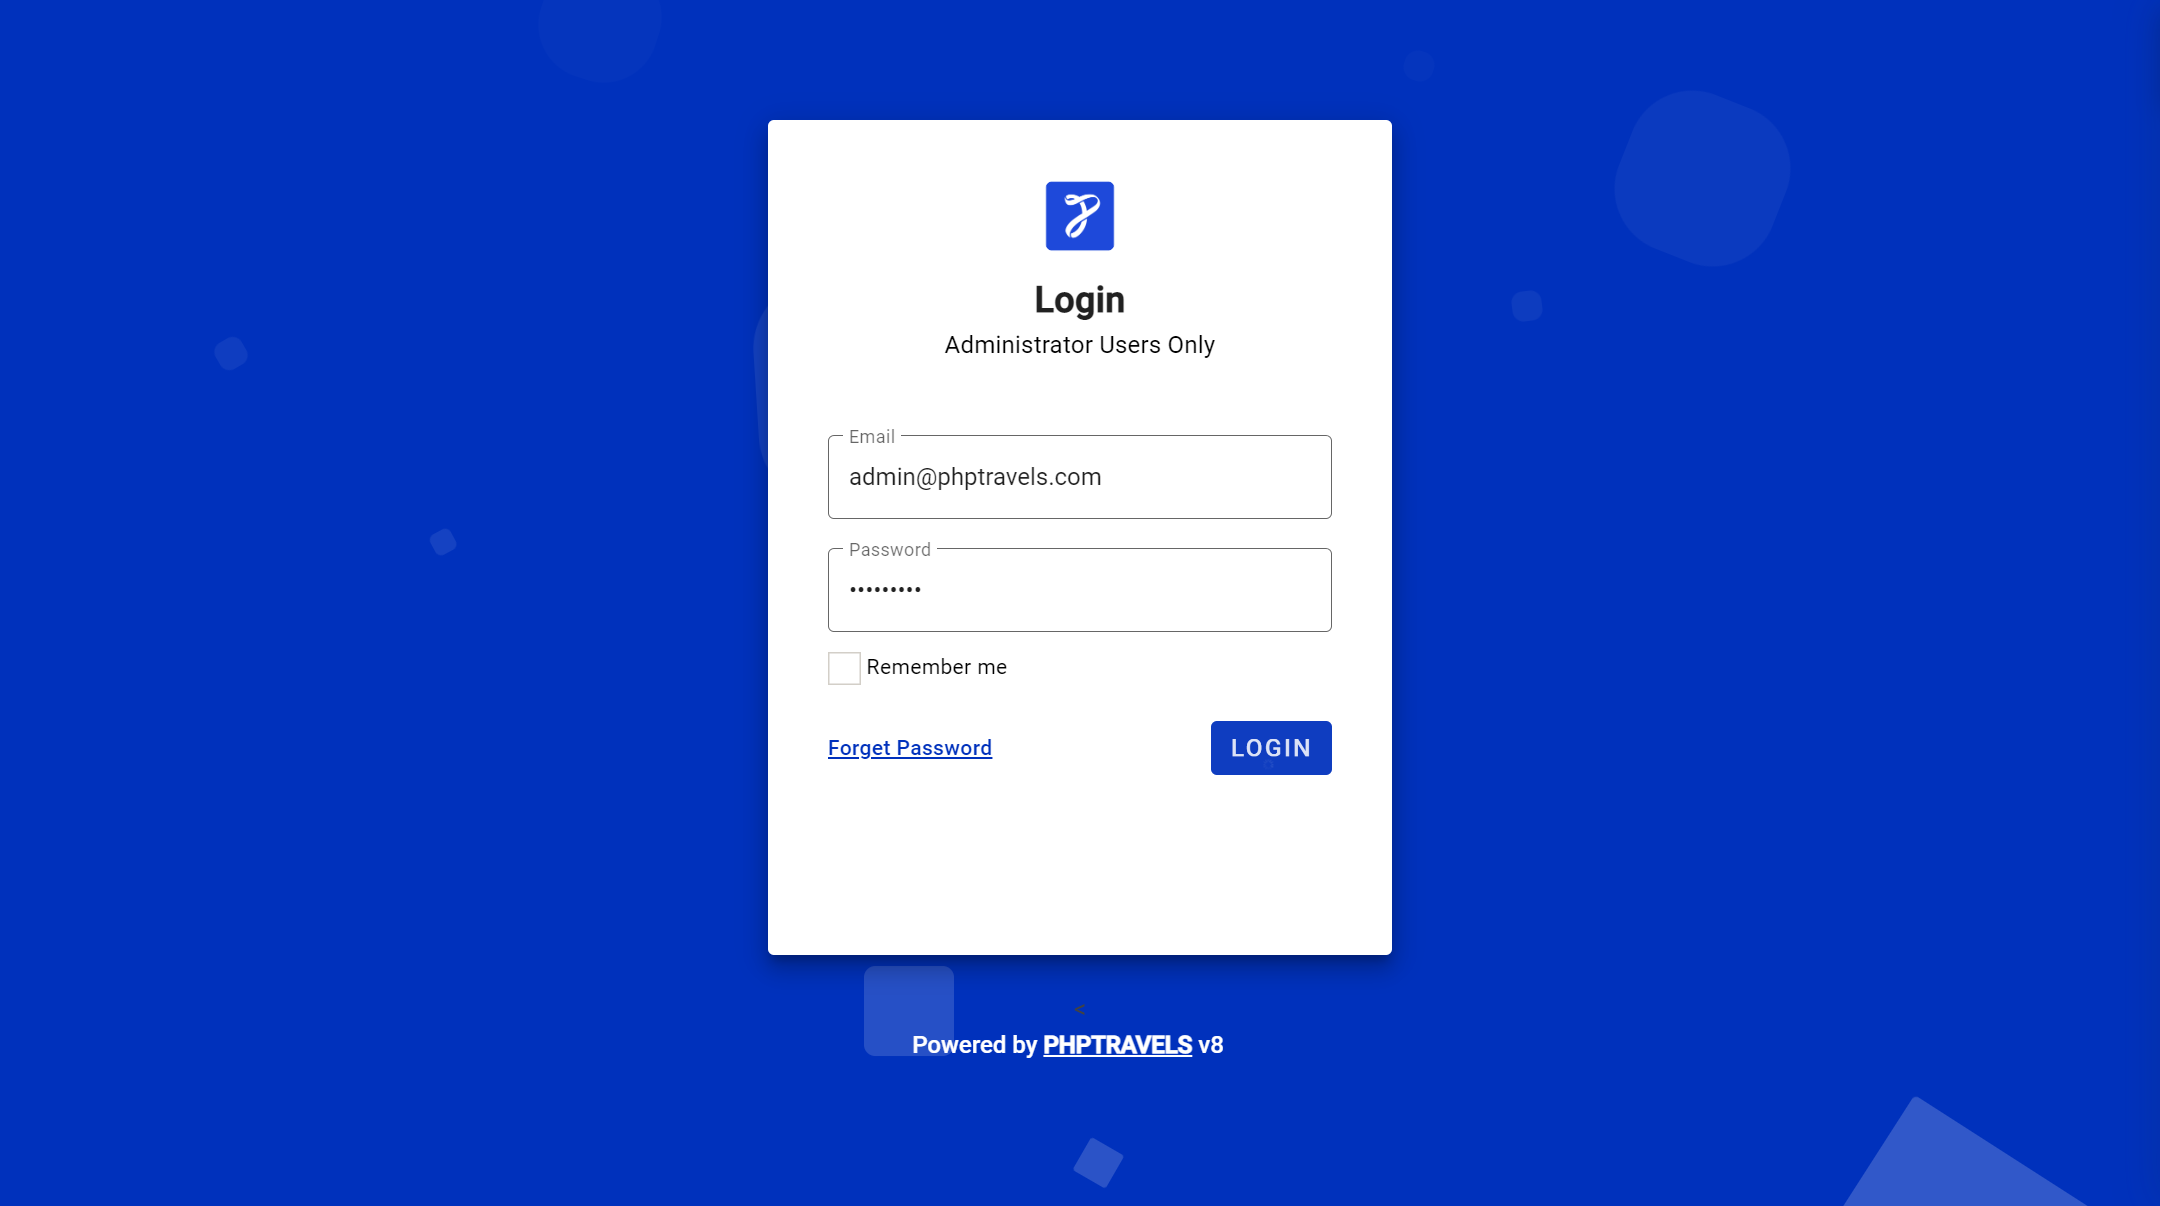 Login
Administrator Users Only
Email
admin@phptravels.com
Password
•••••••••
Remember me
Forget Password
LOGIN
<
Powered by PHPTRAVELS v8